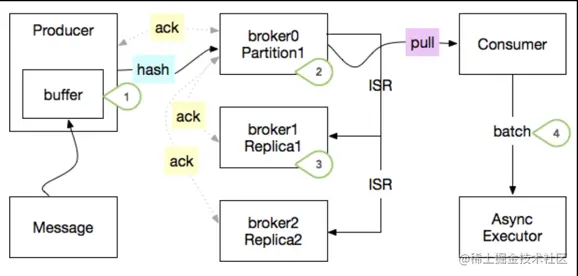 Producer
buffer
1
Message
ack
hash
ack
ack
broker0
Partition1
2
broker1
Replica1
3
broker2
Replica2
ISR
ISR
pull
Consumer
batch
4
Async
Executor
@稀土掘金技术社区